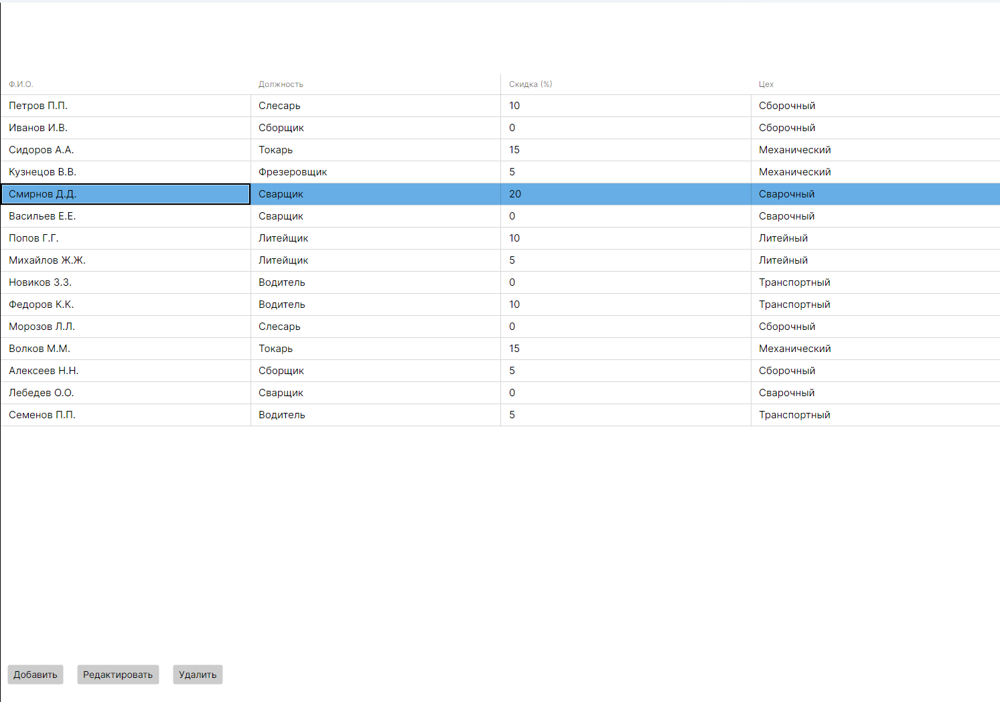 Ф.И.О. Должность Скидка (%) Цех
Петров П.П. Слесарь 10 Сборочный
Иванов И.В. Сборщик 0 Сборочный
Сидоров А.А. Токарь 15 Механический
Кузнецов В.В. Фрезеровщик 5 Механический
Смирнов Д.Д. Сварщик 20 Сварочный
Васильев Е.Е. Сварщик 0 Сварочный
Попов Г.Г. Литейщик 10 Литейный
Михайлов Ж.Ж. Литейщик 5 Литейный
Новиков З.З. Водитель 0 Транспортный
Федоров К.К. Водитель 10 Транспортный
Морозов Л.Л. Слесарь 0 Сборочный
Волков М.М. Токарь 15 Механический
Алексеев Н.Н. Сборщик 5 Сборочный
Лебедев О.О. Сварщик 0 Сварочный
Семенов П.П. Водитель 5 Транспортный
Добавить Редактировать Удалить